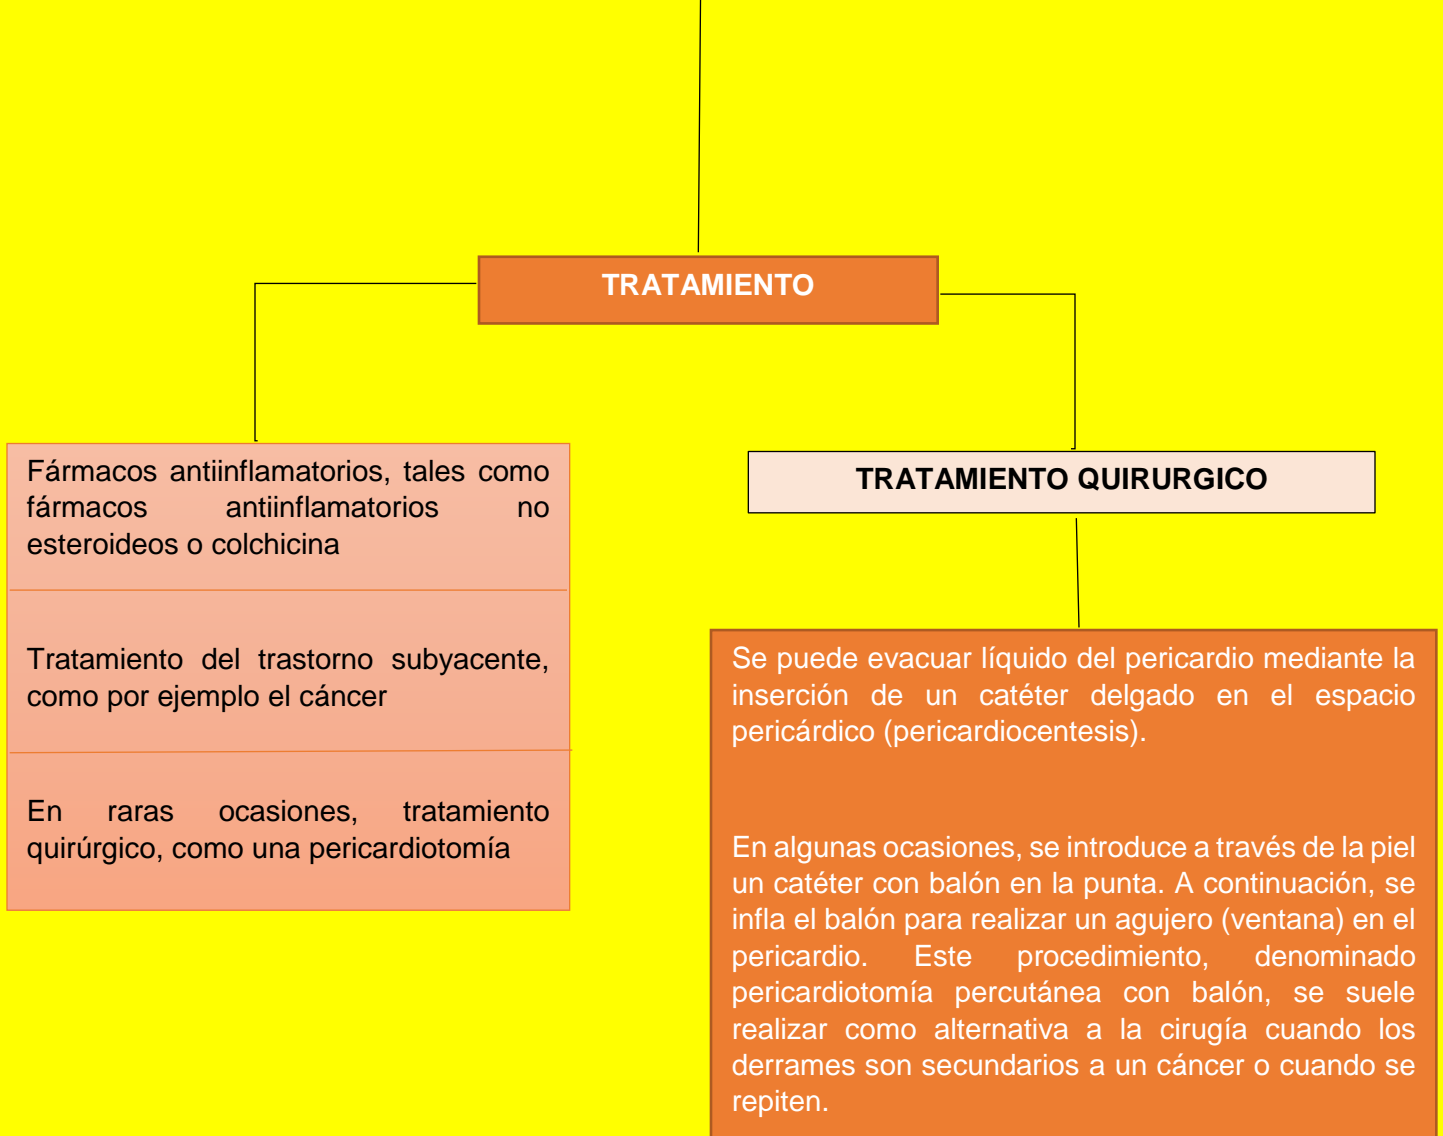 TRATAMIENTO
Fármacos antiinflamatorios, tales como
fármacos antiinflamatorios no
esteroideos o colchicina
Tratamiento del trastorno subyacente,
como por ejemplo el cáncer
En raras ocasiones, tratamiento
quirúrgico, como una pericardiotomía
TRATAMIENTO QUIRURGICO
Se puede evacuar líquido del pericardio mediante la
inserción de un catéter delgado en el espacio
pericárdico (pericardiocentesis).
En algunas ocasiones, se introduce a través de la piel
un catéter con balón en la punta. A continuación, se
infla el balón para realizar un agujero (ventana) en el
pericardio. Este procedimiento, denominado
pericardiotomía percutánea con balón, se suele
realizar como alternativa a la cirugía cuando los
derrames son secundarios a un cáncer o cuando se
repiten.